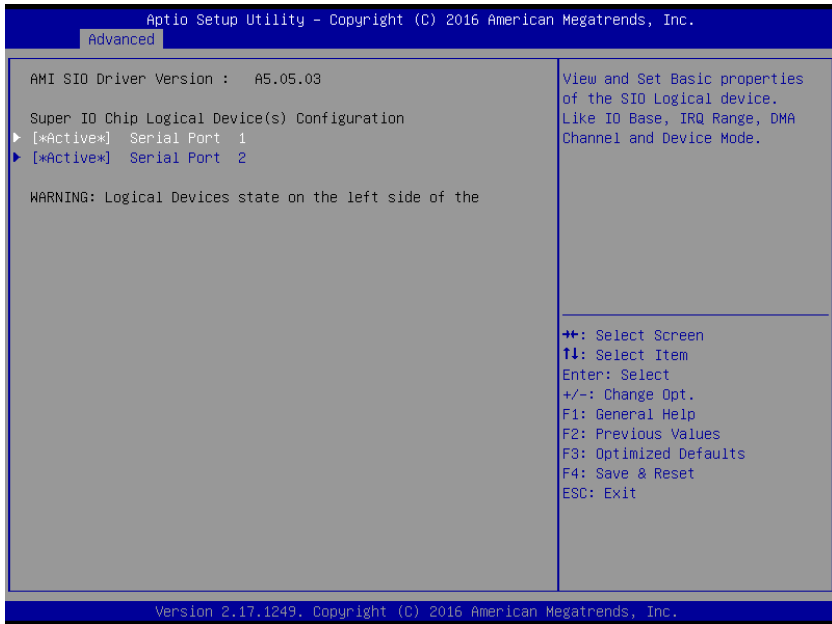 Aptio Setup Utility – Copyright (C) 2016 American Megatrends, Inc.
Advanced
AMI SIO Driver Version : A5.05.03
Super IO Chip Logical Device(s) Configuration
[*Active*] Serial Port 1
[*Active*] Serial Port 2
WARNING: Logical Devices state on the left side of the
View and Set Basic properties
of the SIO Logical device.
Like IO Base, IRQ Range, DMA
Channel and Device Mode.
→←: Select Screen
↑↓: Select Item
Enter: Select
+/-: Change Opt.
F1: General Help
F2: Previous Values
F3: Optimized Defaults
F4: Save & Reset
ESC: Exit
Version 2.17.1249. Copyright (C) 2016 American Megatrends, Inc.